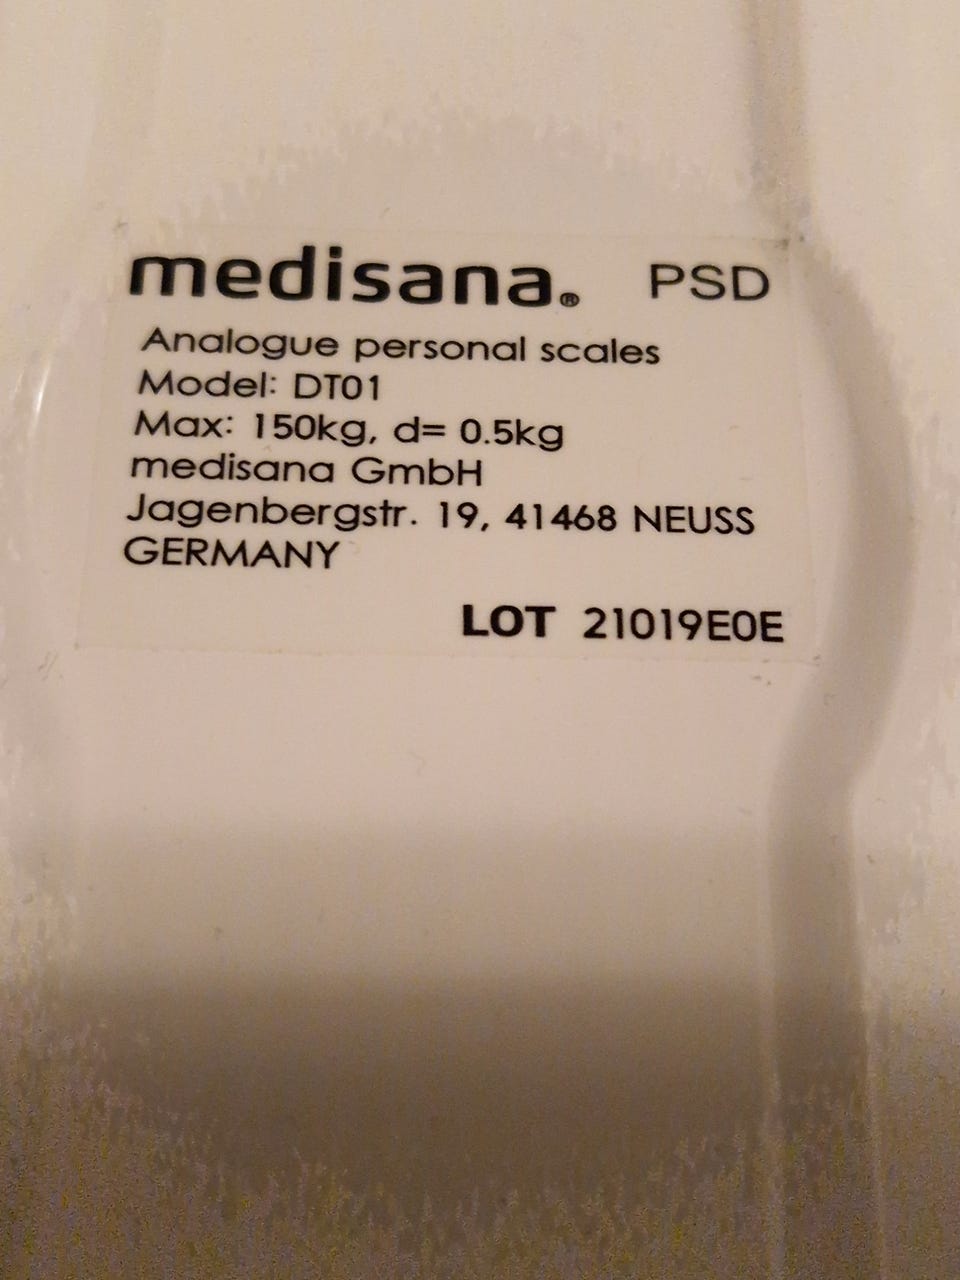 medisana® PSD
Analogue personal scales
Model: DT01
Max: 150kg, d= 0.5kg
medisana GmbH
Jagenbergstr. 19, 41468 NEUSS
GERMANY
LOT 21019E0E